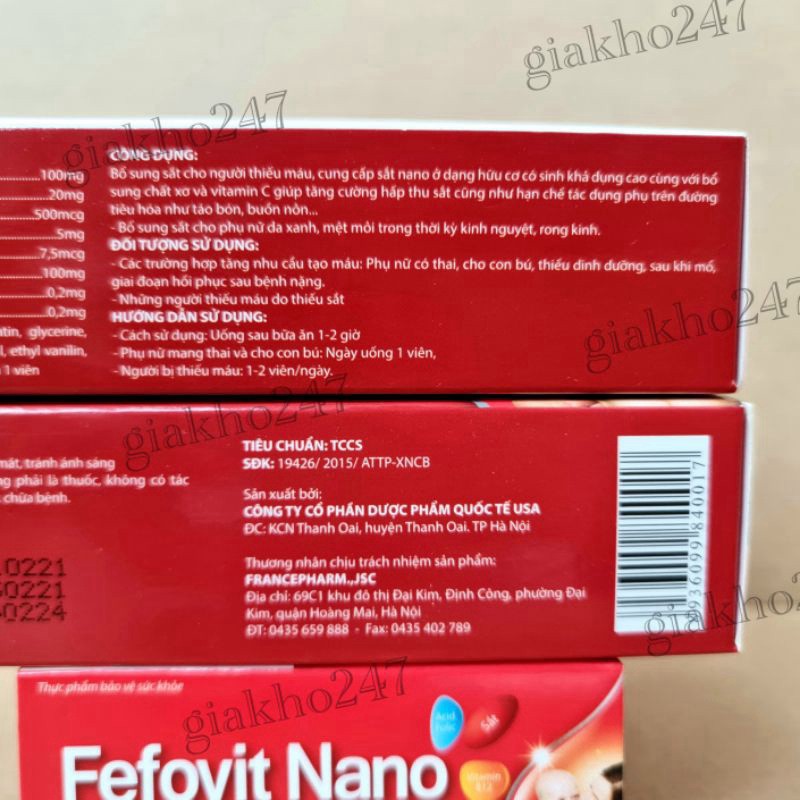 giakho247
giakho247
CÔNG DỤNG:
100mg
Bổ sung sắt cho người thiếu máu, cung cấp sắt nano ở dạng hữu cơ có sinh khả dụng cao cùng với bổ
20mg
sung chất xơ và vitamin C giúp tăng cường hấp thu sắt cũng như hạn chế tác dụng phụ trên đường
500mcg
tiêu hóa như táo bón, buồn nôn...
5mg
- Bổ sung sắt cho phụ nữ da xanh, mệt mỏi trong thời kỳ kinh nguyệt, rong kinh.
7,5mcg
ĐỐI TƯỢNG SỬ DỤNG:
100mg
- Các trường hợp tăng nhu cầu tạo máu: Phụ nữ có thai, cho con bú, thiếu dinh dưỡng, sau khi mổ,
0,2mg
giai đoạn hồi phục sau bệnh nặng.
0,2mg
- Những người thiếu máu do thiếu sắt
atin, glycerine,
HƯỚNG DẪN SỬ DỤNG:
l, ethyl vanilin,
- Cách sử dụng: Uống sau bữa ăn 1-2 giờ
1 viên
- Phụ nữ mang thai và cho con bú: Ngày uống 1 viên,
- Người bị thiếu máu: 1-2 viên/ngày.
giakho247
giakho247
mát, tránh ánh sáng
ng phải là thuốc, không có tác
chữa bệnh.
10221
50221
50224
TIÊU CHUẨN: TCCS
SĐK: 19426/ 2015/ ATTP-XNCB
Sản xuất bởi:
CÔNG TY CỔ PHẦN DƯỢC PHẨM QUỐC TẾ USA
ĐC: KCN Thanh Oai, huyện Thanh Oai. TP Hà Nội
Thương nhân chịu trách nhiệm sản phẩm:
FRANCEPHARM.,JSC
Địa chỉ: 69C1 khu đô thị Đại Kim, Định Công, phường Đại
Kim, quận Hoàng Mai, Hà Nội
ĐT: 0435 659 888 - Fax: 0435 402 789
8936099840017
giakho247
giakho247
Thực phẩm bảo vệ sức khỏe
Fefovit Nano
Acid
Folic
Sắt
Vitamin
B12